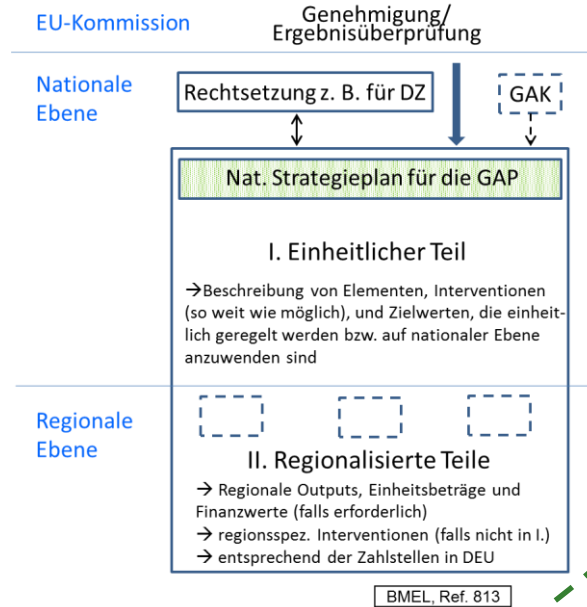 EU-Kommission
Genehmigung/
Ergebnisüberprüfung
Nationale
Ebene
Rechtsetzung z. B. für DZ
GAK
Nat. Strategieplan für die GAP
I. Einheitlicher Teil
→Beschreibung von Elementen, Interventionen
(so weit wie möglich), und Zielwerten, die einheit-
lich geregelt werden bzw. auf nationaler Ebene
anzuwenden sind
Regionale
Ebene
II. Regionalisierte Teile
→ Regionale Outputs, Einheitsbeträge und
Finanzwerte (falls erforderlich)
→ regionsspez. Interventionen (falls nicht in I.)
→ entsprechend der Zahlstellen in DEU
BMEL, Ref. 813